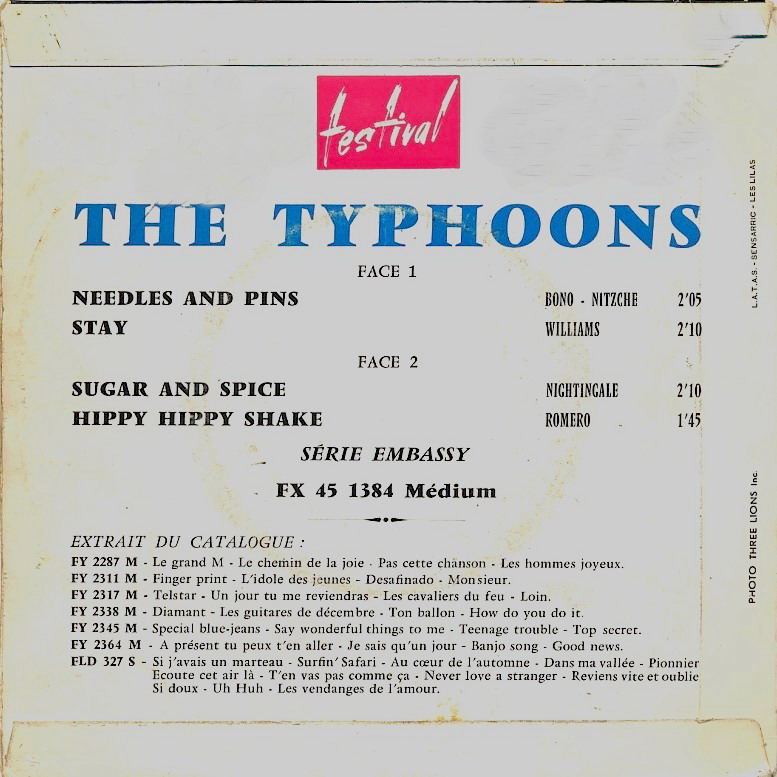 festival
THE TYPHOONS
FACE 1
NEEDLES AND PINS BONO - NITZCHE 2'05
STAY WILLIAMS 2'10
FACE 2
SUGAR AND SPICE NIGHTINGALE 2'10
HIPPY HIPPY SHAKE ROMERO 1'45
SÉRIE EMBASSY
FX 45 1384 Médium
EXTRAIT DU CATALOGUE :
FY 2287 M - Le grand M - Le chemin de la joie - Pas cette chanson - Les hommes joyeux.
FY 2311 M - Finger print - L'idole des jeunes - Desafinado - Monsieur.
FY 2317 M - Telstar - Un jour tu me reviendras - Les cavaliers du feu - Loin.
FY 2338 M - Diamant - Les guitares de décembre - Ton ballon - How do you do it.
FY 2345 M - Special blue-jeans - Say wonderful things to me - Teenage trouble - Top secret.
FY 2364 M - A présent tu peux t'en aller - Je sais qu'un jour - Banjo song - Good news.
FLD 327 S - Si j'avais un marteau - Surfin' Safari - Au cœur de l'automne - Dans ma vallée - Pionnier
Ecoute cet air là - T'en vas pas comme ça - Never love a stranger - Reviens vite et oublie
Si doux - Uh Huh - Les vendanges de l'amour.
L.A.T.A.S. - SENSARRIC - LES LILAS
PHOTO THREE LIONS Inc.